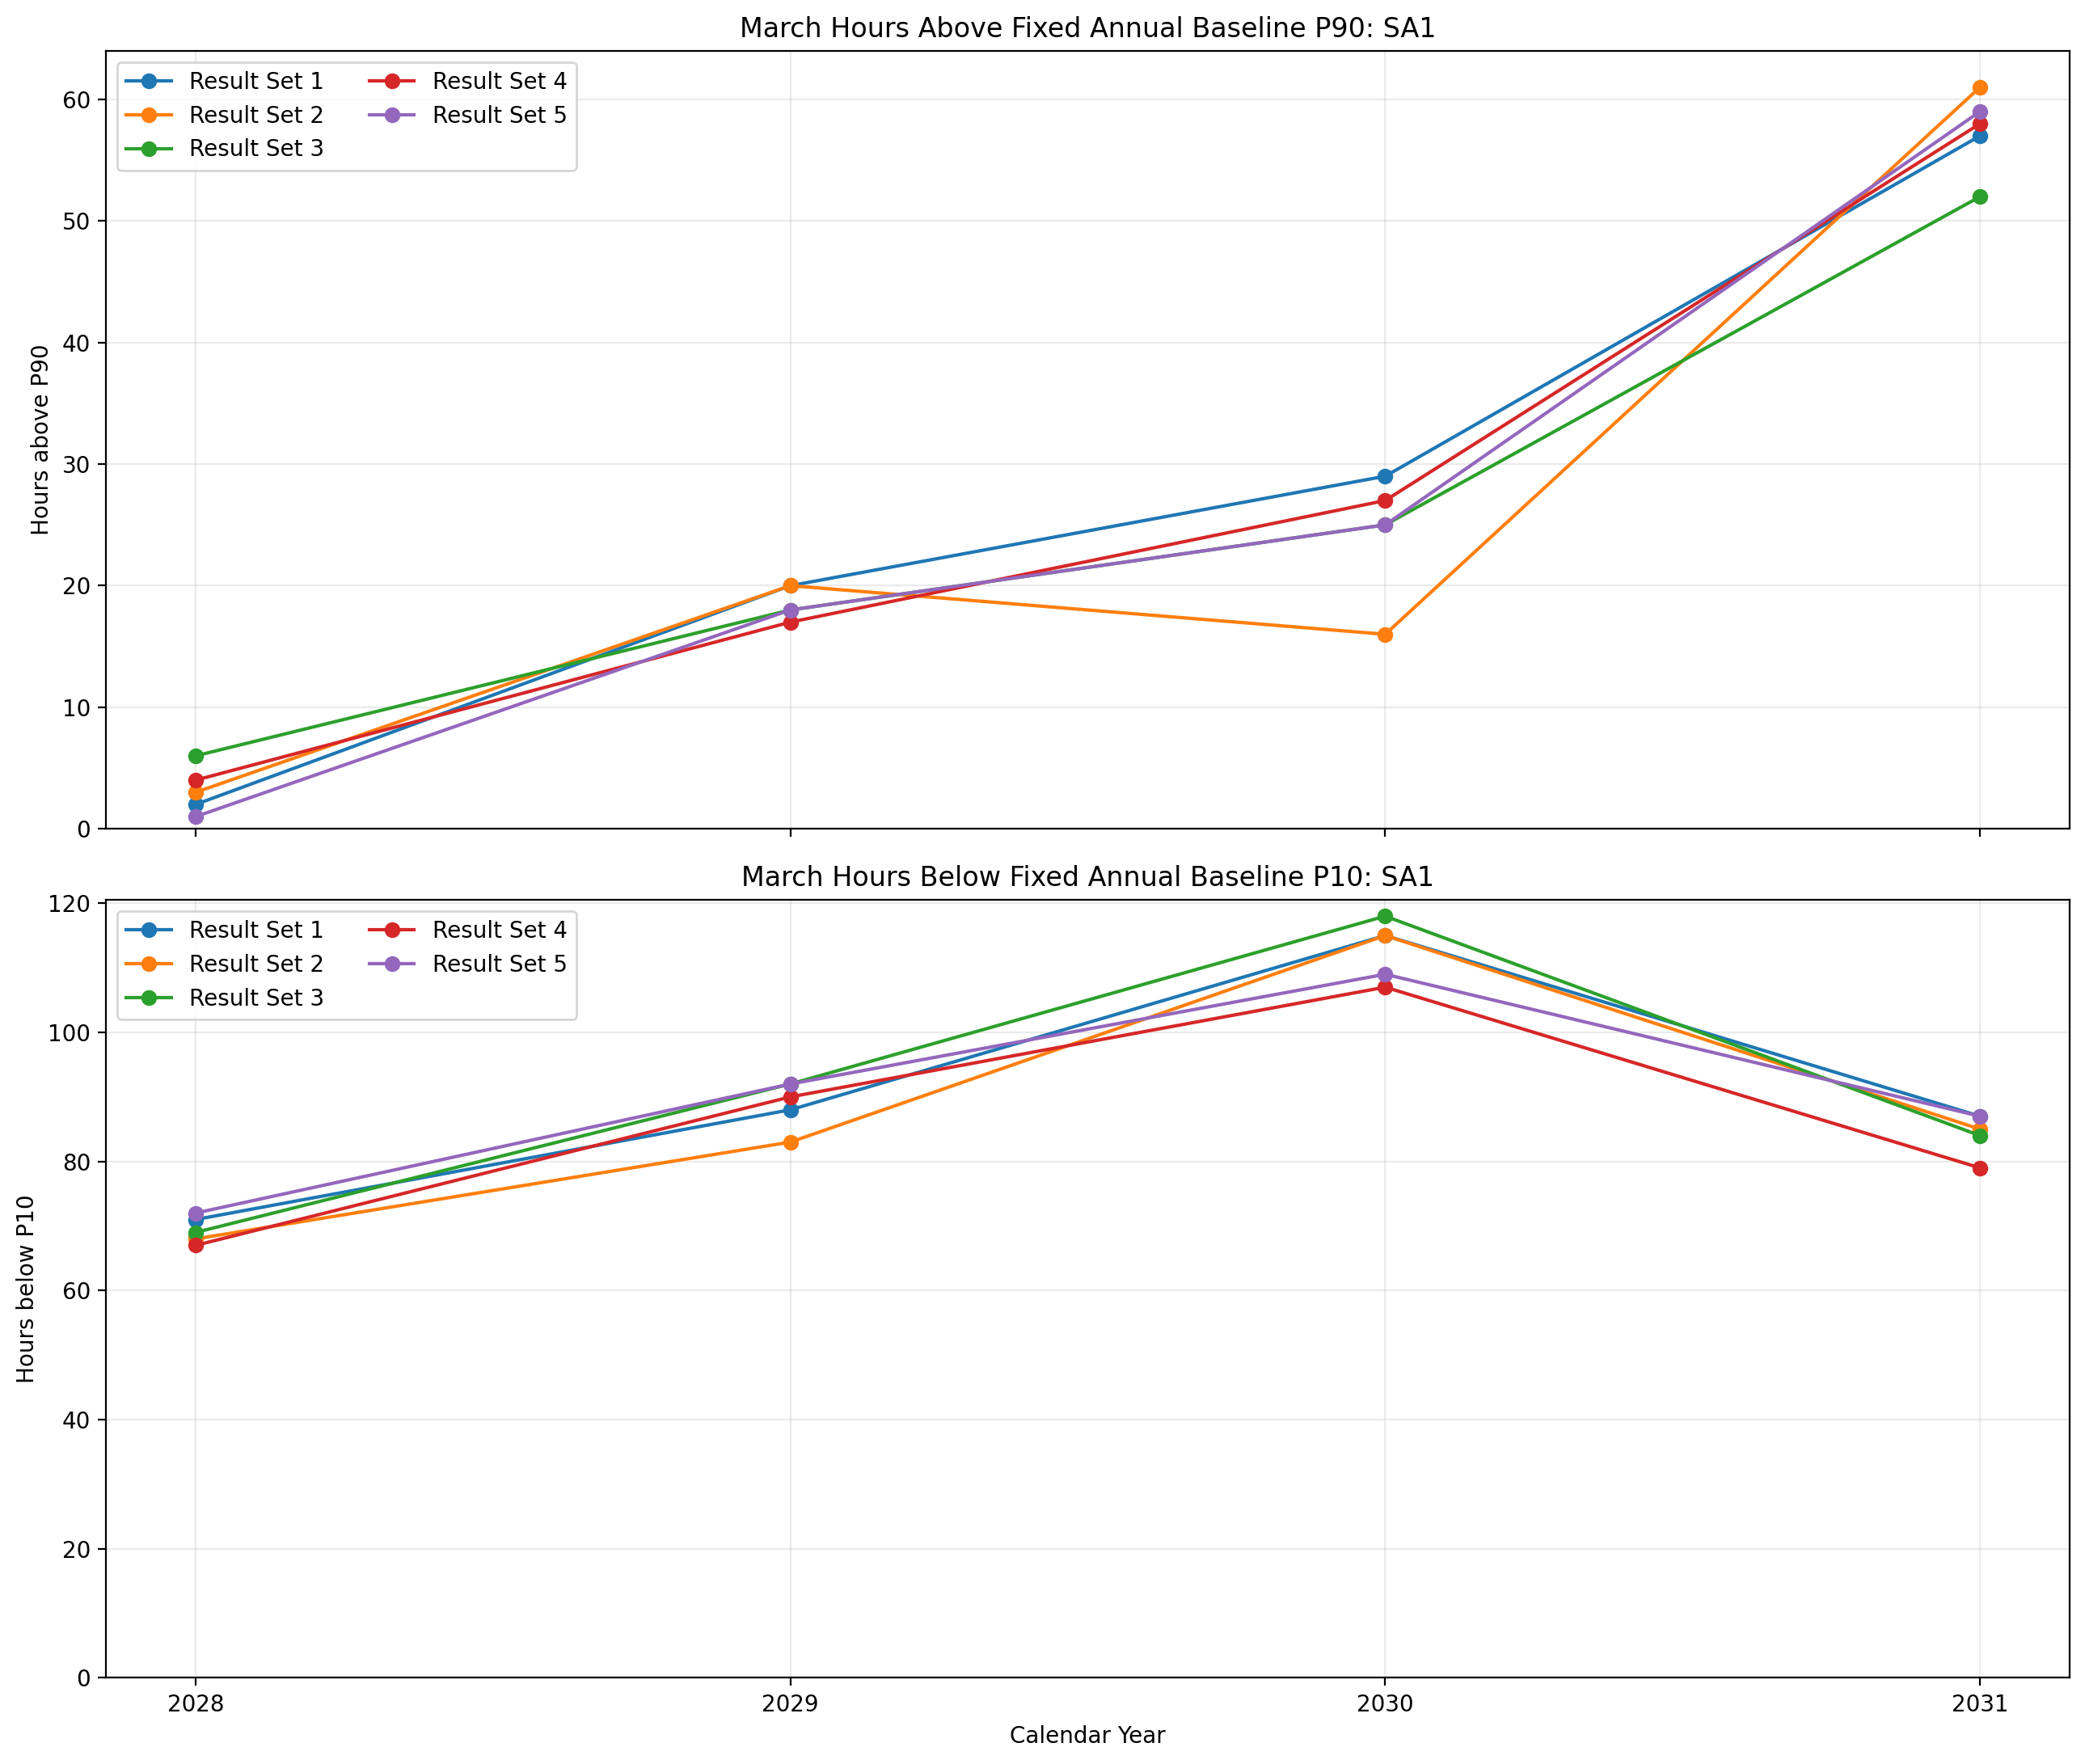 March Hours Above Fixed Annual Baseline P90: SA1
Result Set 1
Result Set 2
Result Set 3
Result Set 4
Result Set 5
Hours above P90
60
50
40
30
20
10
0
March Hours Below Fixed Annual Baseline P10: SA1
Result Set 1
Result Set 2
Result Set 3
Result Set 4
Result Set 5
Hours below P10
120
100
80
60
40
20
0
2028
2029
2030
2031
Calendar Year